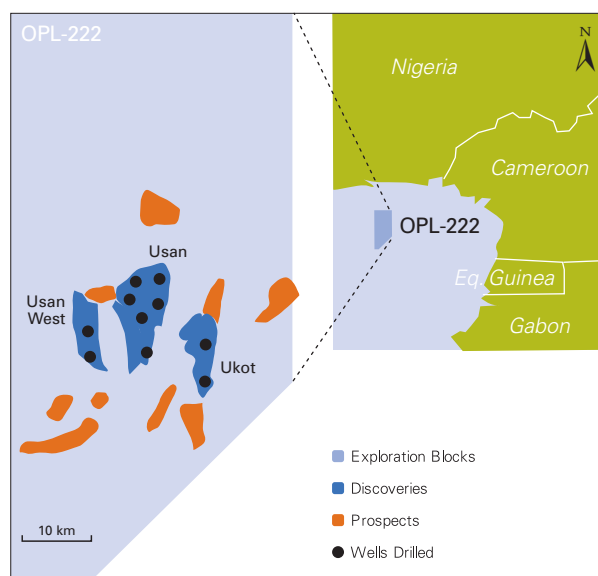 OPL-222
Usan
Usan
West
Ukot
10 km
N
Nigeria
Cameroon
OPL-222
Eq. Guinea
Gabon
Exploration Blocks
Discoveries
Prospects
Wells Drilled